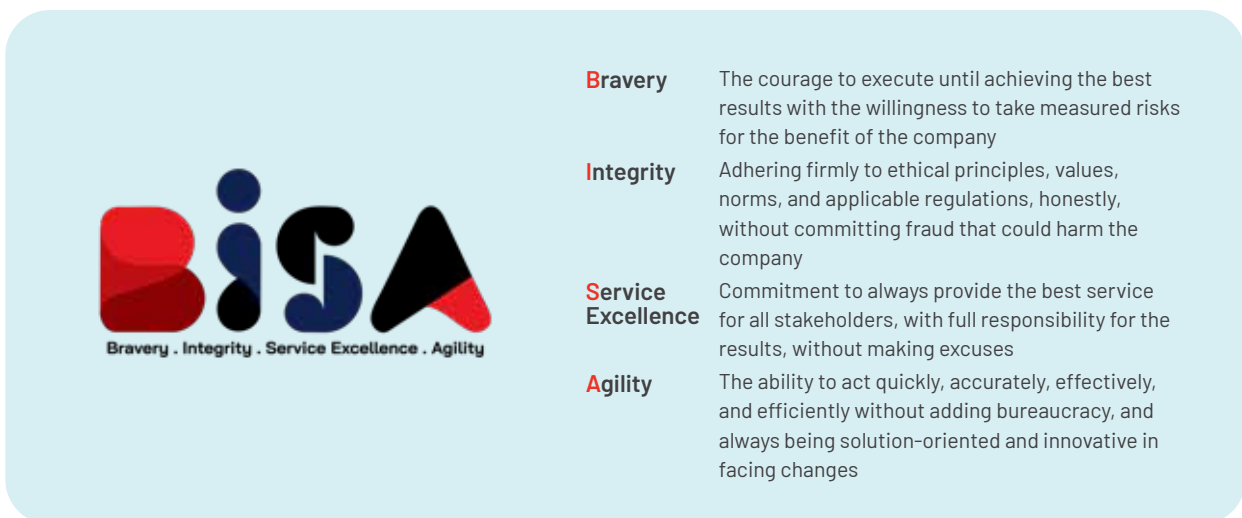 BiSA
Bravery . Integrity . Service Excellence . Agility
Bravery
The courage to execute until achieving the best
results with the willingness to take measured risks
for the benefit of the company
Integrity
Adhering firmly to ethical principles, values,
norms, and applicable regulations, honestly,
without committing fraud that could harm the
company
Service
Excellence
Commitment to always provide the best service
for all stakeholders, with full responsibility for the
results, without making excuses
Agility
The ability to act quickly, accurately, effectively,
and efficiently without adding bureaucracy, and
always being solution-oriented and innovative in
facing changes